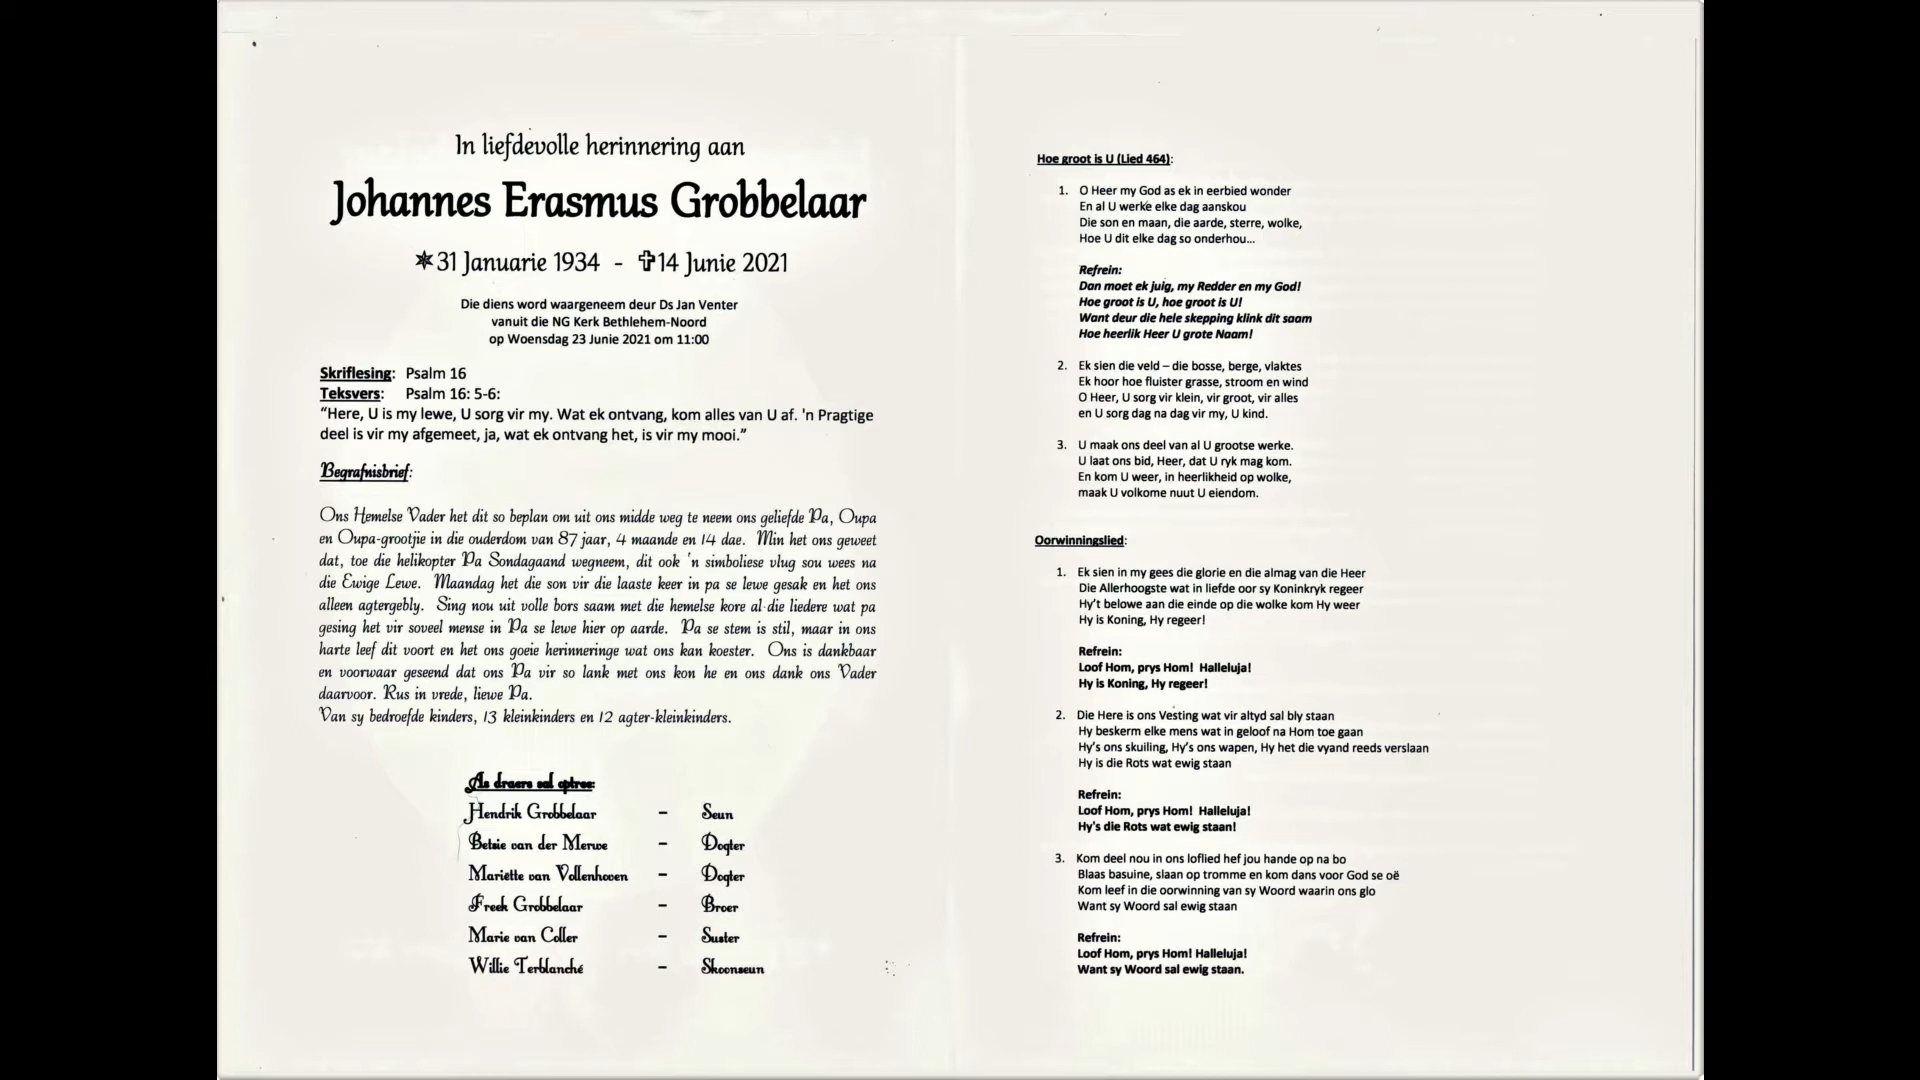 In liefdevolle herinnering aan
Johannes Erasmus Grobbelaar
✶31 Januarie 1934 - ✞14 Junie 2021
Die diens word waargeneem deur Ds Jan Venter
vanuit die NG Kerk Bethlehem-Noord
op Woensdag 23 Junie 2021 om 11:00
Skriflesing: Psalm 16
Teksvers: Psalm 16: 5-6:
“Here, U is my lewe, U sorg vir my. Wat ek ontvang, kom alles van U af. 'n Pragtige
deel is vir my afgemeet, ja, wat ek ontvang het, is vir my mooi.”
Begrafnisbrief:
Ons Hemelse Vader het dit so beplan om uit ons midde weg te neem ons geliefde Pa, Oupa
en Oupa-grootjie in die ouderdom van 87 jaar, 4 maande en 14 dae. Min het ons geweet
dat, toe die helikopter Pa Sondagaand wegneem, dit ook 'n simboliese vlug sou wees na
die Ewige Lewe. Maandag het die son vir die laaste keer in pa se lewe gesak en het ons
alleen agtergebly. Sing nou uit volle bors saam met die hemelse kore al die liedere wat pa
gesing het vir soveel mense in Pa se lewe hier op aarde. Pa se stem is stil, maar in ons
harte leef dit voort en het ons goeie herinneringe wat ons kan koester. Ons is dankbaar
en voorwaar geseend dat ons Pa vir so lank met ons kon he en ons dank ons Vader
daarvoor. Rus in vrede, liewe Pa.
Van sy bedroefde kinders, 13 kleinkinders en 12 agter-kleinkinders.
As draers sal optree:
Hendrik Grobbelaar - Seun
Betsie van der Merwe - Dogter
Mariëtte van Vollenhoven - Dogter
Freek Grobbelaar - Broer
Marie van Coller - Suster
Willie Terblanché - Skoonseun
Hoe groot is U (Lied 464):
1. O Heer my God as ek in eerbied wonder
En al U werke elke dag aanskou
Die son en maan, die aarde, sterre, wolke,
Hoe U dit elke dag so onderhou...
Refrein:
Dan moet ek juig, my Redder en my God!
Hoe groot is U, hoe groot is U!
Want deur die hele skepping klink dit saam
Hoe heerlik Heer U grote Naam!
2. Ek sien die veld – die bosse, berge, vlaktes
Ek hoor hoe fluister grasse, stroom en wind
O Heer, U sorg vir klein, vir groot, vir alles
en U sorg dag na dag vir my, U kind.
3. U maak ons deel van al U grootse werke.
U laat ons bid, Heer, dat U ryk mag kom.
En kom U weer, in heerlikheid op wolke,
maak U volkome nuut U eiendom.
Oorwinningslied:
1. Ek sien in my gees die glorie en die almag van die Heer
Die Allerhoogste wat in liefde oor sy Koninkryk regeer
Hy't belowe aan die einde op die wolke kom Hy weer
Hy is Koning, Hy regeer!
Refrein:
Loof Hom, prys Hom! Halleluja!
Hy is Koning, Hy regeer!
2. Die Here is ons Vesting wat vir altyd sal bly staan
Hy beskerm elke mens wat in geloof na Hom toe gaan
Hy's ons skuiling, Hy's ons wapen, Hy het die vyand reeds verslaan
Hy is die Rots wat ewig staan
Refrein:
Loof Hom, prys Hom! Halleluja!
Hy's die Rots wat ewig staan!
3. Kom deel nou in ons loflied hef jou hande op na bo
Blaas basuine, slaan op tromme en kom dans voor God se oë
Kom leef in die oorwinning van sy Woord waarin ons glo
Want sy Woord sal ewig staan
Refrein:
Loof Hom, prys Hom! Halleluja!
Want sy Woord sal ewig staan.